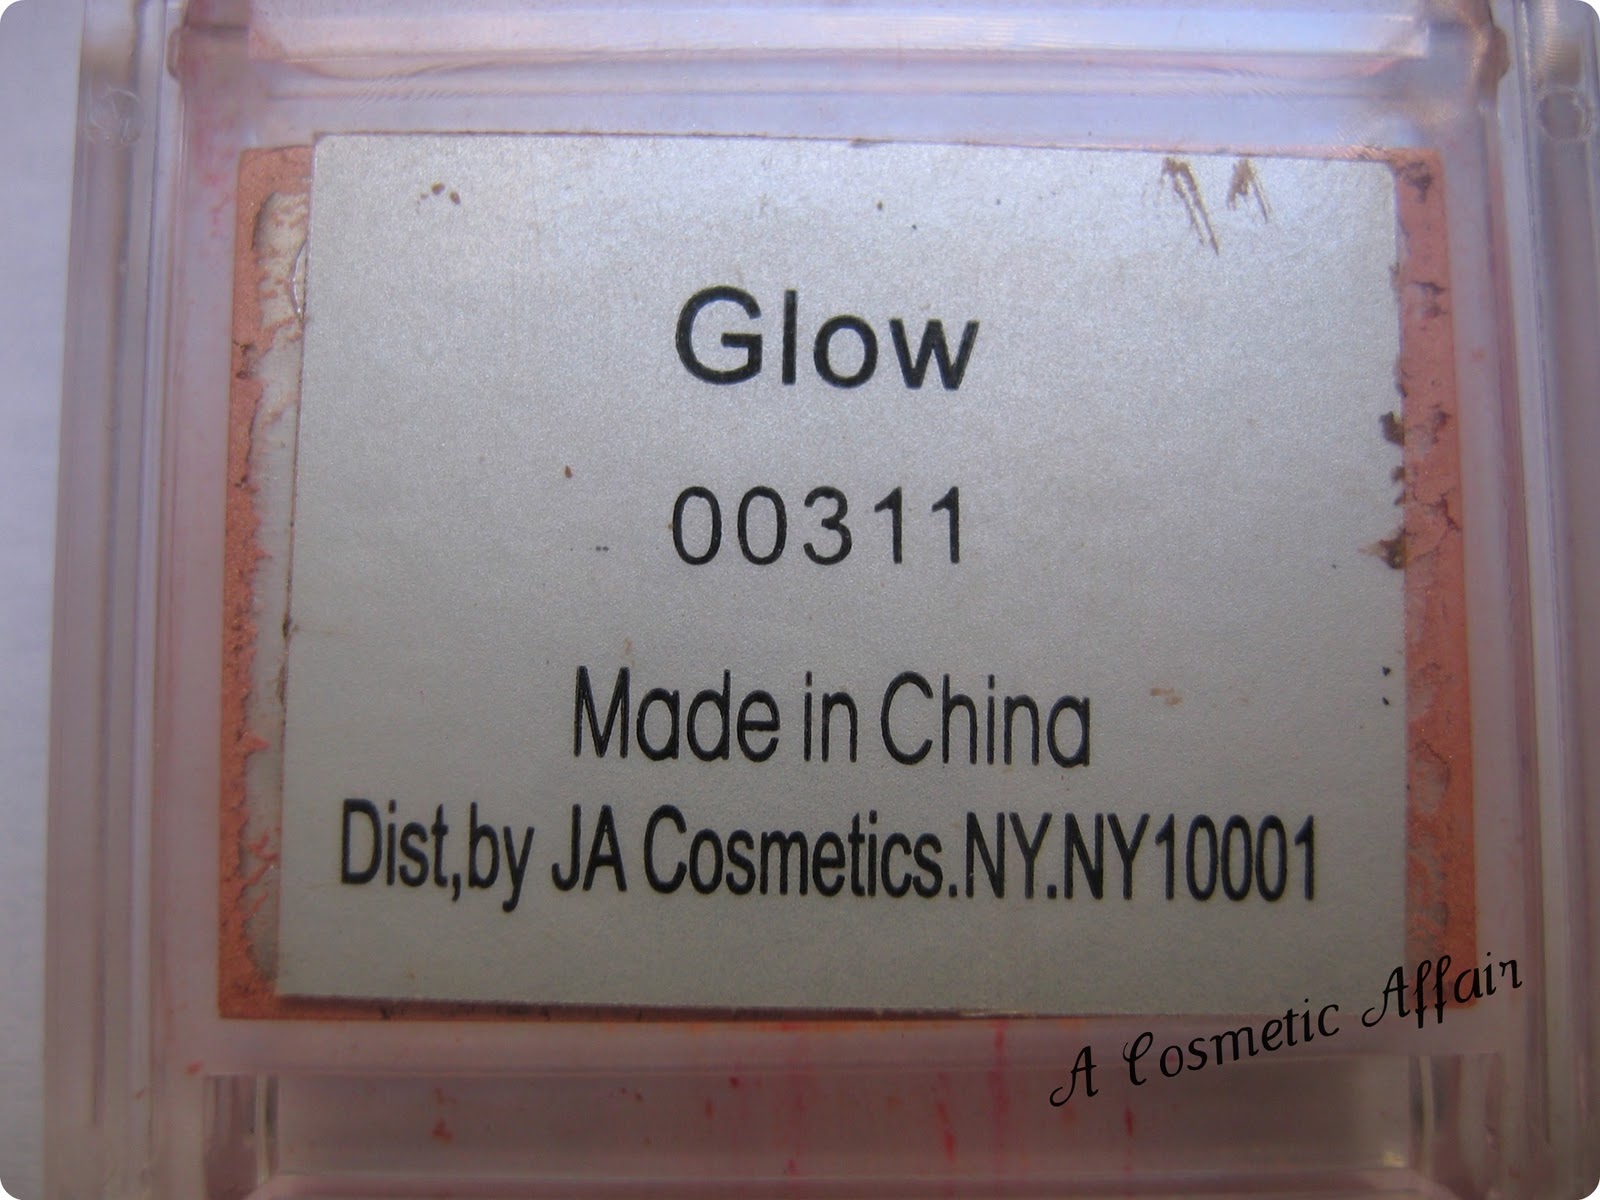 Glow
00311
Made in China
Dist,by JA Cosmetics.NY.NY10001
A Cosmetic Affair